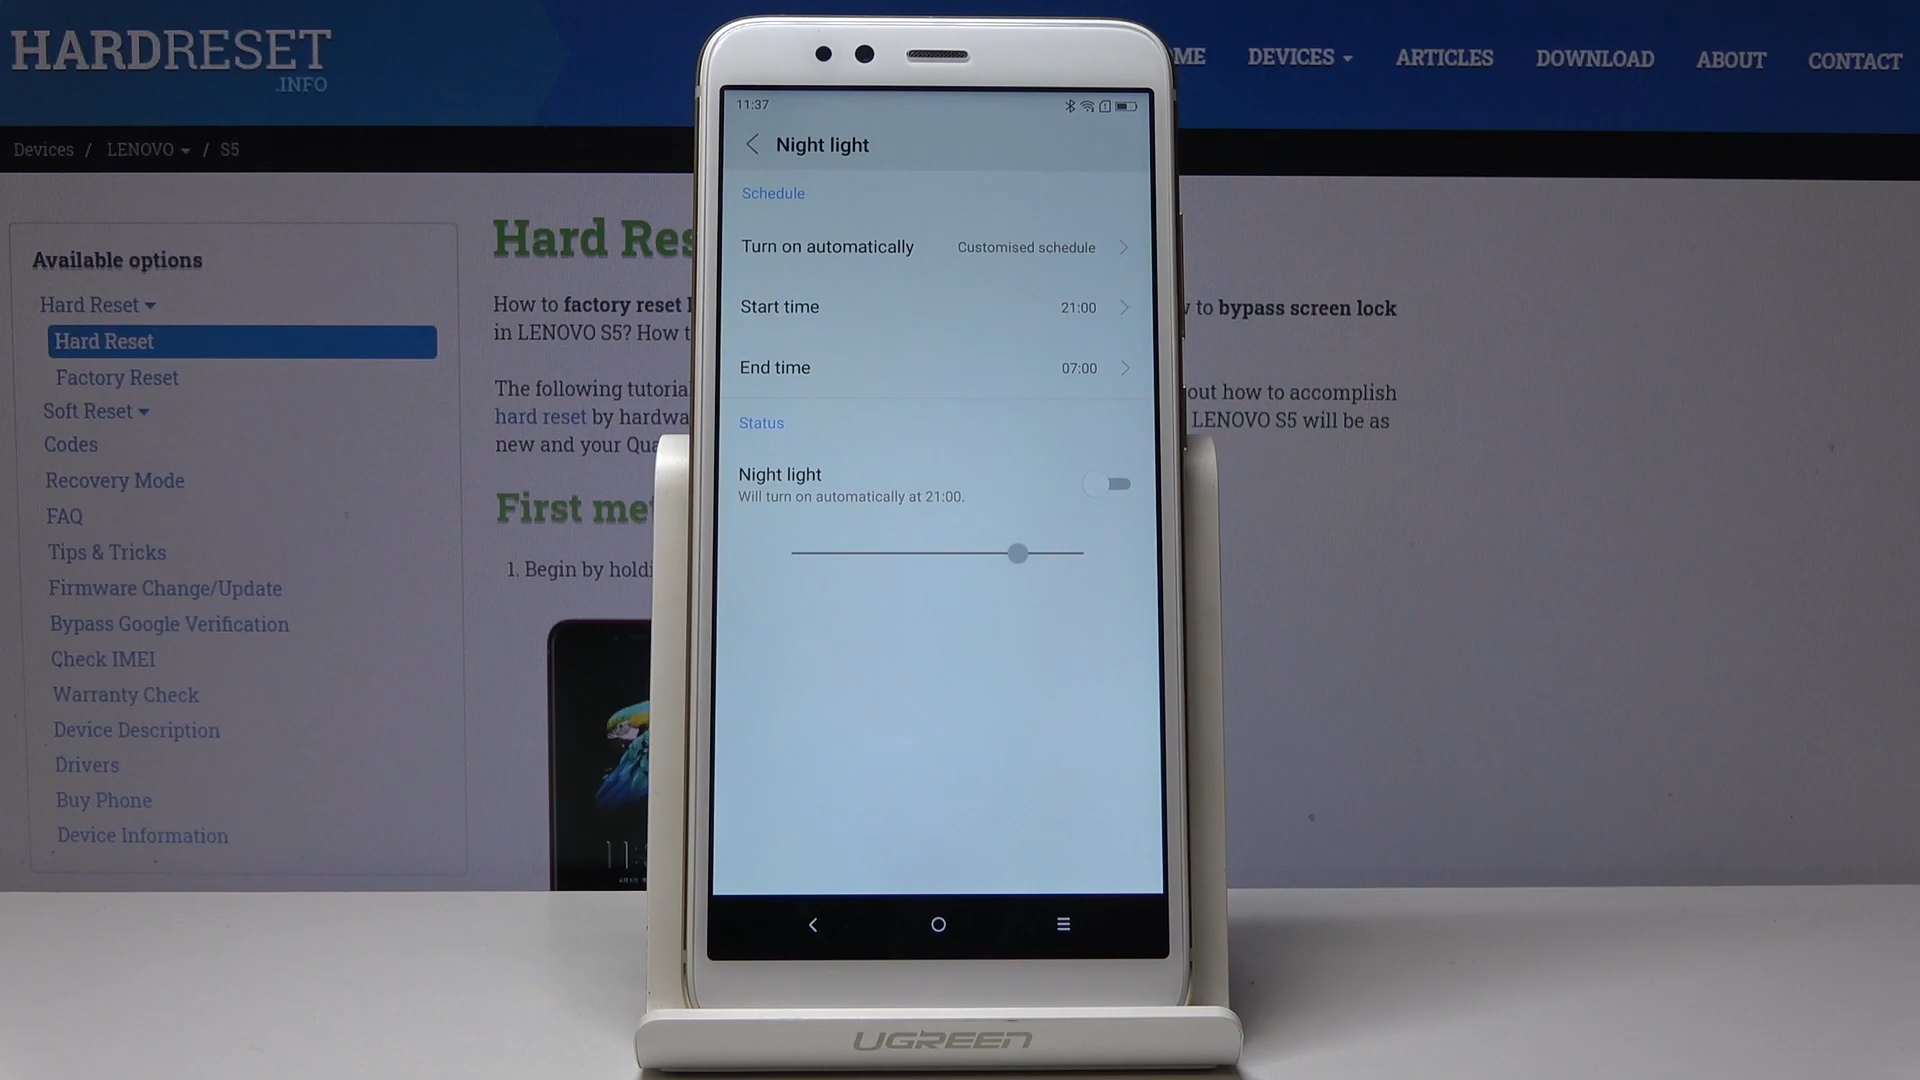 HARDRESET
.INFO
ME DEVICES ARTICLES DOWNLOAD ABOUT CONTACT
Devices / LENOVO / S5
Available options
Hard Reset
Hard Reset
Factory Reset
Soft Reset
Codes
Recovery Mode
FAQ
Tips & Tricks
Firmware Change/Update
Bypass Google Verification
Check IMEI
Warranty Check
Device Description
Drivers
Buy Phone
Device Information
Hard Res
How to factory reset
to bypass screen lock
in LENOVO S5? How t
The following tutoria
out how to accomplish
hard reset by hardwa
LENOVO S5 will be as
new and your Qua
First met
1. Begin by holdi
11:37
Night light
Schedule
Turn on automatically Customised schedule
Start time 21:00
End time 07:00
Status
Night light
Will turn on automatically at 21:00.
UGREEN